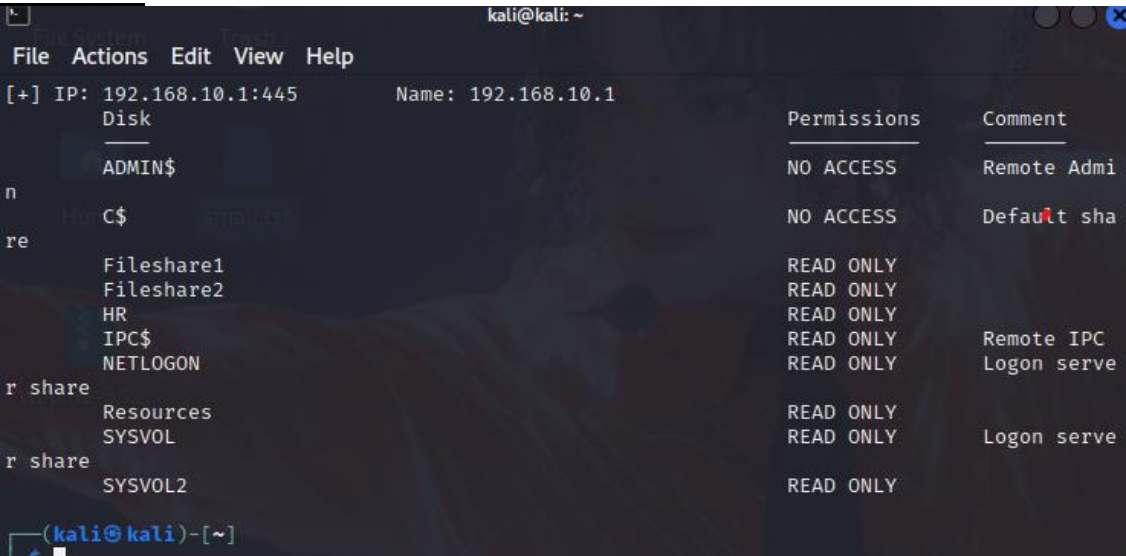 kali@kali: ~
File Actions Edit View Help
[+] IP: 192.168.10.1:445 Name: 192.168.10.1
Disk Permissions Comment
ADMIN$ NO ACCESS Remote Admi
n
C$ NO ACCESS Default sha
re
Fileshare1 READ ONLY
Fileshare2 READ ONLY
HR READ ONLY
IPC$ READ ONLY Remote IPC
NETLOGON READ ONLY Logon serve
r share
Resources READ ONLY
SYSVOL READ ONLY Logon serve
r share
SYSVOL2 READ ONLY
(kali㉿kali)-[~]
$